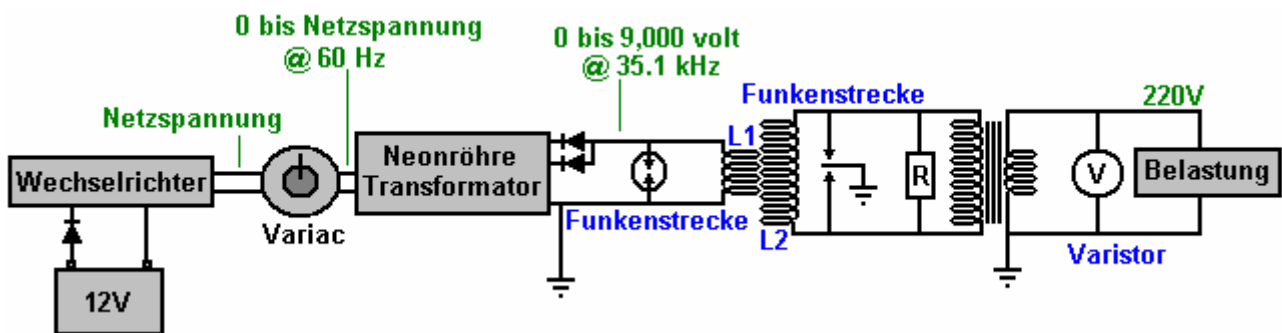 0 bis Netzspannung
@ 60 Hz
0 bis 9,000 volt
@ 35.1 kHz
Netzspannung
Funkenstrecke
220V
L1
Wechselrichter
Neonröhre
Transformator
R
V
Belastung
Variac
Funkenstrecke
L2
Varistor
12V